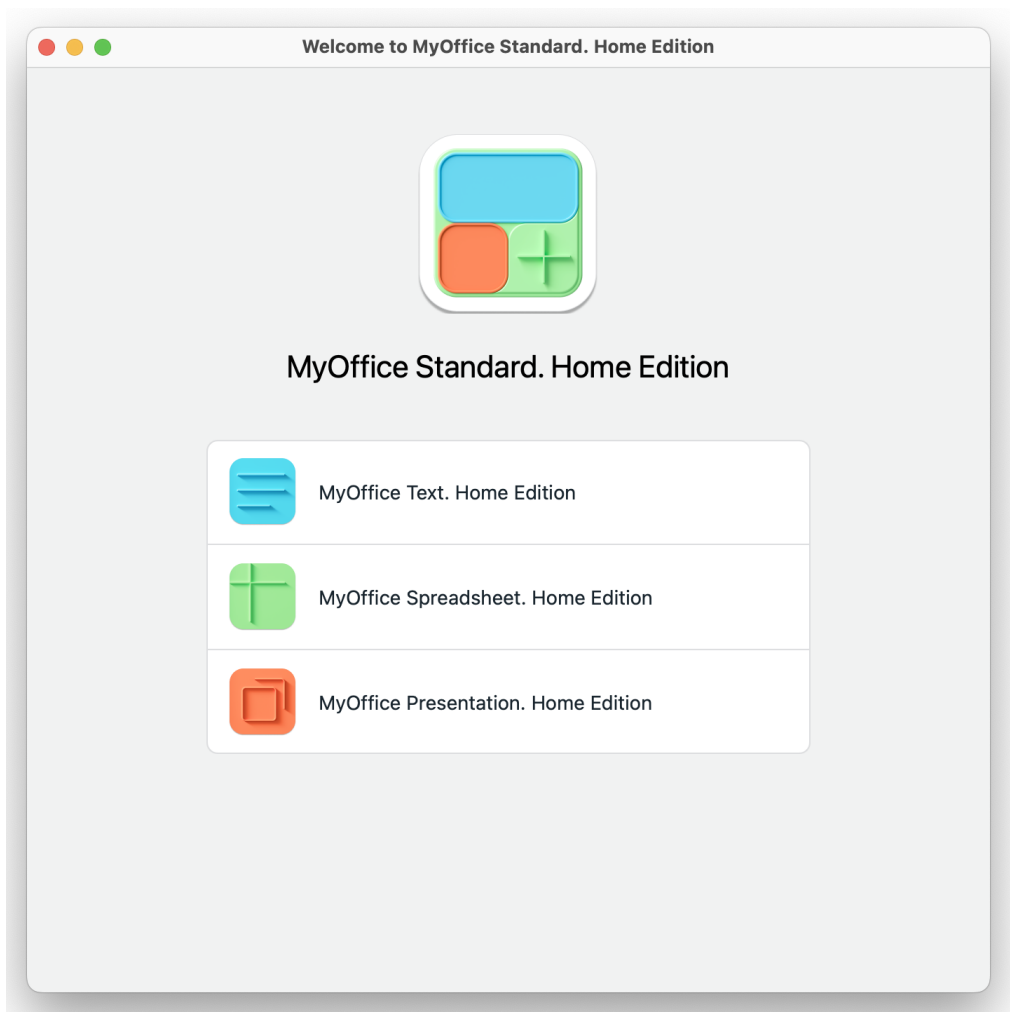 Welcome to MyOffice Standard. Home Edition
MyOffice Standard. Home Edition
MyOffice Text. Home Edition
MyOffice Spreadsheet. Home Edition
MyOffice Presentation. Home Edition